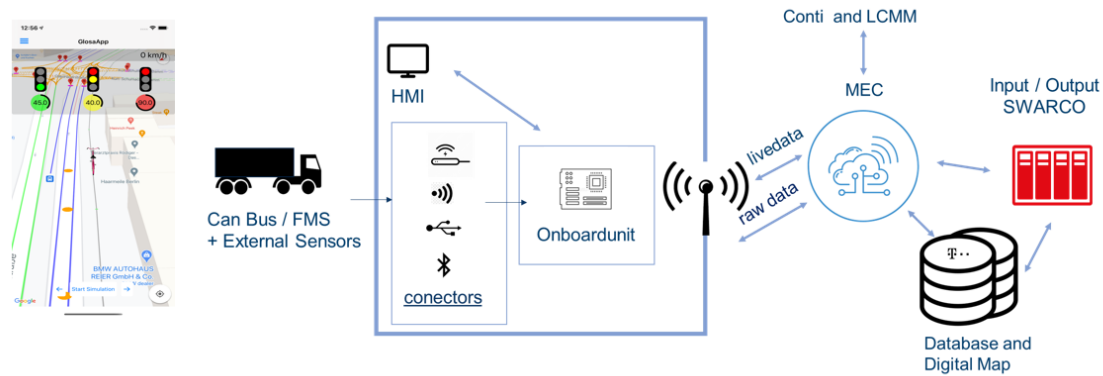 12:56
GlosaApp
0 km/h
45.0
40.0
90.0
BMW AUTOHAUS
REIER GmbH & Co
Start Simulation
Google
Can Bus / FMS
+ External Sensors
HMI
conectors
Onboardunit
livedata
raw data
Conti and LCMM
MEC
Input / Output
SWARCO
T
Database and
Digital Map